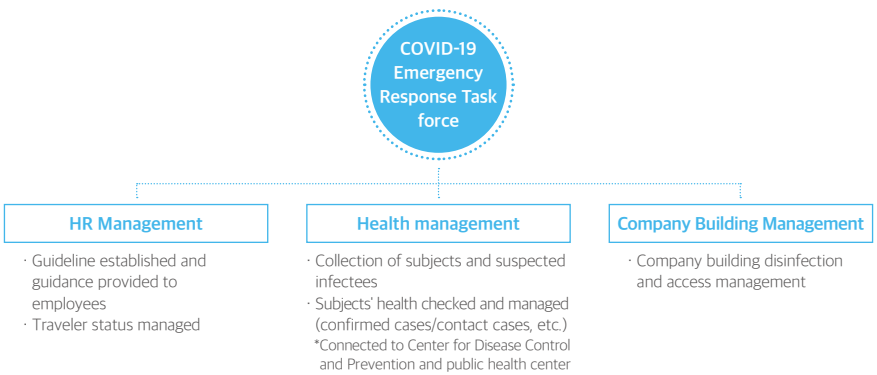 COVID-19
Emergency
Response Task
force
HR Management
· Guideline established and
guidance provided to
employees
· Traveler status managed
Health management
· Collection of subjects and suspected
infectees
· Subjects' health checked and managed
(confirmed cases/contact cases, etc.)
*Connected to Center for Disease Control
and Prevention and public health center
Company Building Management
· Company building disinfection
and access management